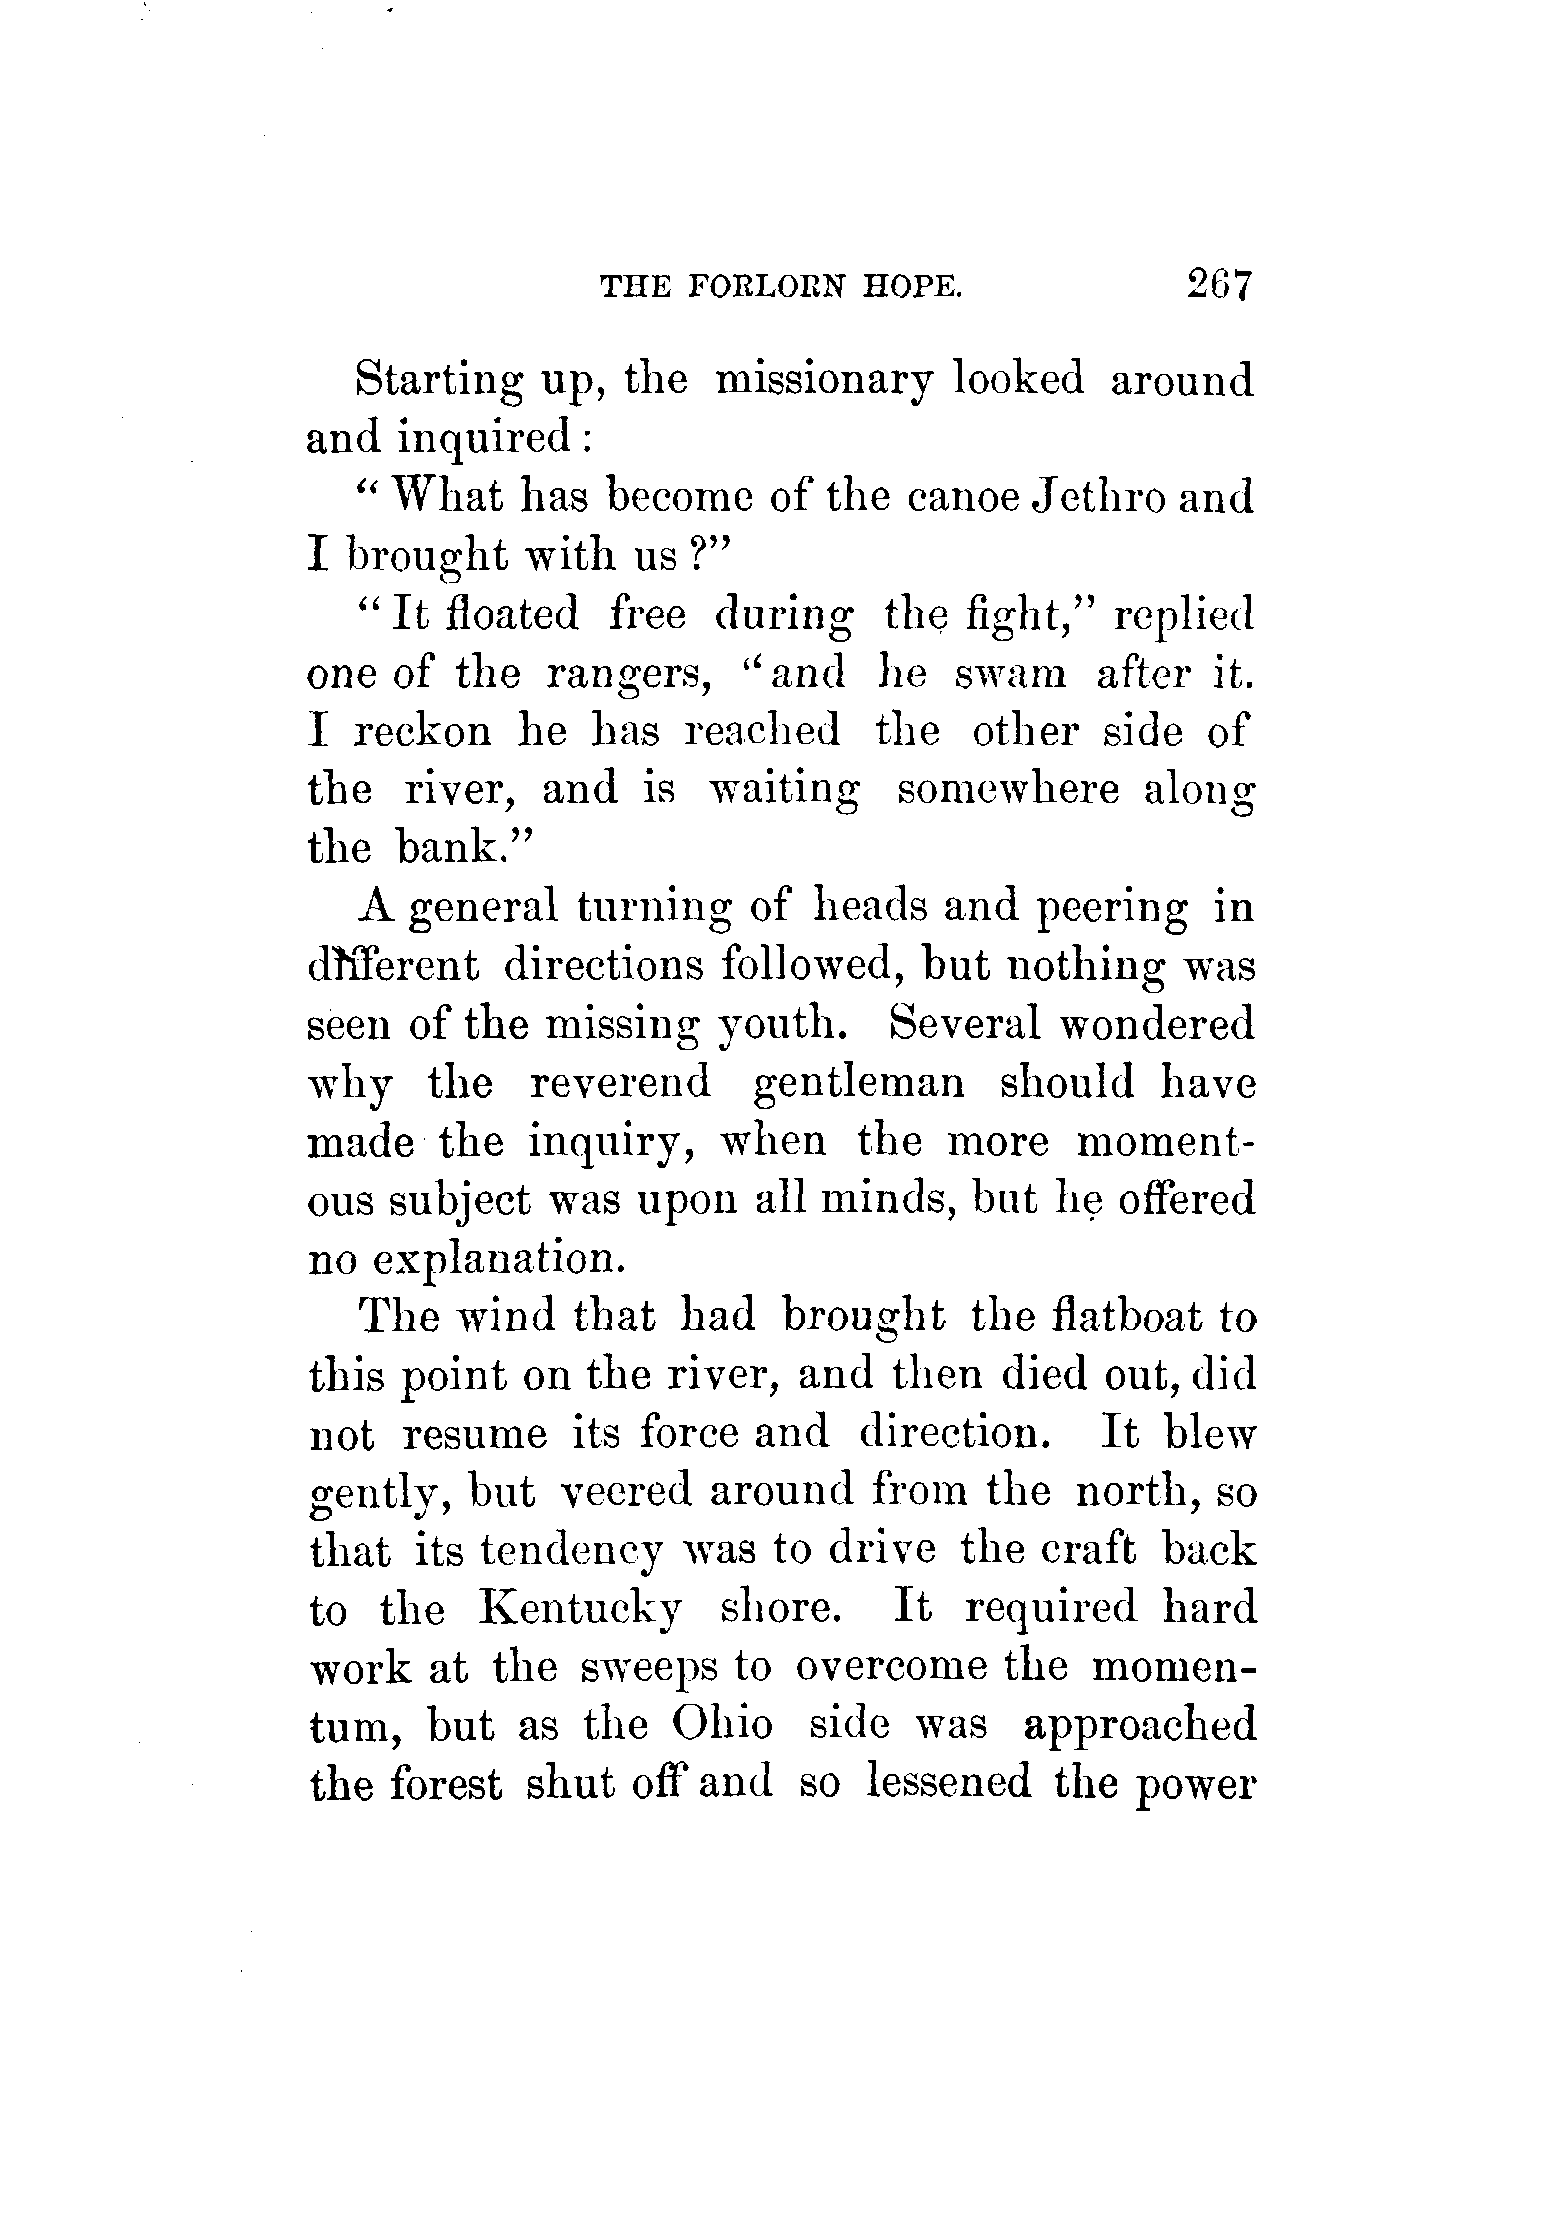 THE FORLORN HOPE. 267
Starting up, the missionary looked around
and inquired :
“ What has become of the canoe Jethro and
I brought with us ?”
“ It floated free during the fight,” replied
one of the rangers, “and he swam after it.
I reckon he has reached the other side of
the river, and is waiting somewhere along
the bank.”
A general turning of heads and peering in
different directions followed, but nothing was
seen of the missing youth. Several wondered
why the reverend gentleman should have
made the inquiry, when the more moment-
ous subject was upon all minds, but he offered
no explanation.
The wind that had brought the flatboat to
this point on the river, and then died out, did
not resume its force and direction. It blew
gently, but veered around from the north, so
that its tendency was to drive the craft back
to the Kentucky shore. It required hard
work at the sweeps to overcome the momen-
tum, but as the Ohio side was approached
the forest shut off and so lessened the power